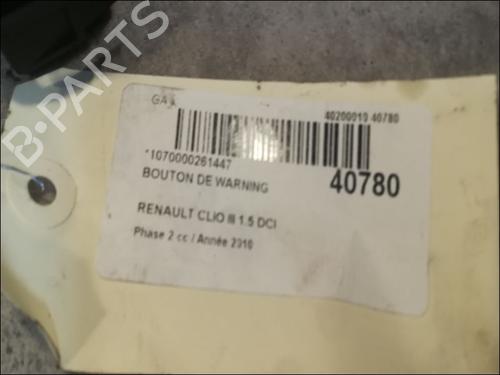 GA
40200010 40780
*1070000261447
BOUTON DE WARNING
40780
RENAULT CLIO III 1.5 DCI
Phase 2 cc / Année 2010
B-PARTS